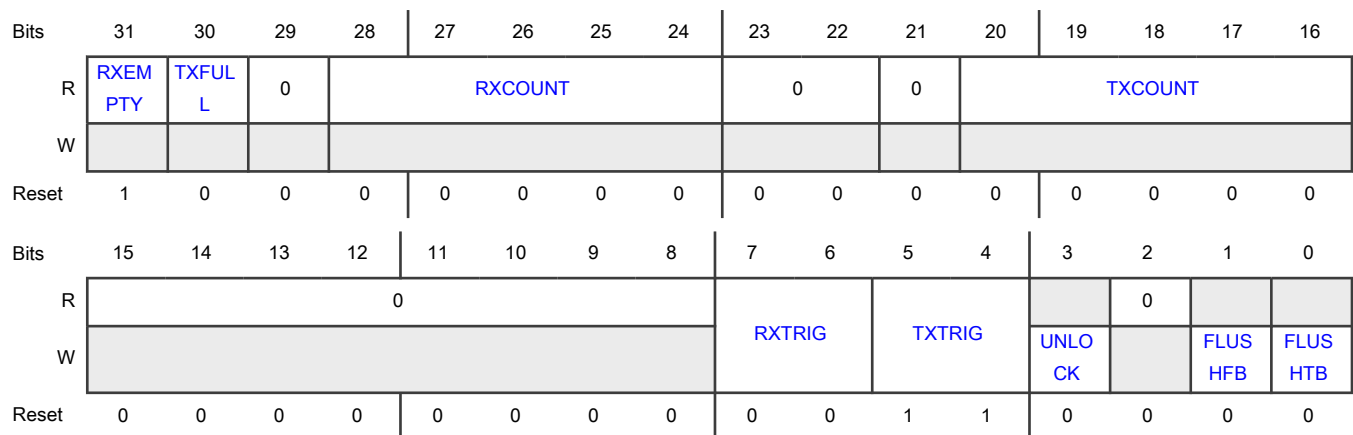 Bits 31 30 29 28 27 26 25 24 23 22 21 20 19 18 17 16
R RXEM PTY TXFUL L 0 RXCOUNT 0 0 TXCOUNT
W
Reset 1 0 0 0 0 0 0 0 0 0 0 0 0 0 0 0
Bits 15 14 13 12 11 10 9 8 7 6 5 4 3 2 1 0
R 0 RXTRIG TXTRIG 0
W UNLO CK FLUS HFB FLUS HTB
Reset 0 0 0 0 0 0 0 0 0 0 1 1 0 0 0 0